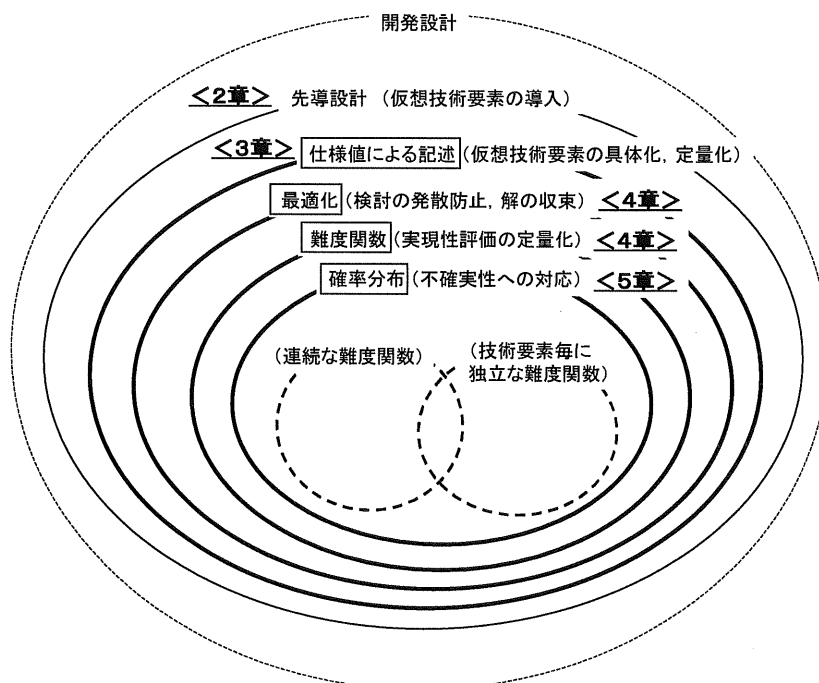 開発設計
<2章> 先導設計 (仮想技術要素の導入)
<3章> 仕様値による記述 (仮想技術要素の具体化, 定量化)
最適化 (検討の発散防止, 解の収束) <4章>
難度関数 (実現性評価の定量化) <4章>
確率分布 (不確実性への対応) <5章>
(連続な難度関数)
(技術要素毎に
独立な難度関数)